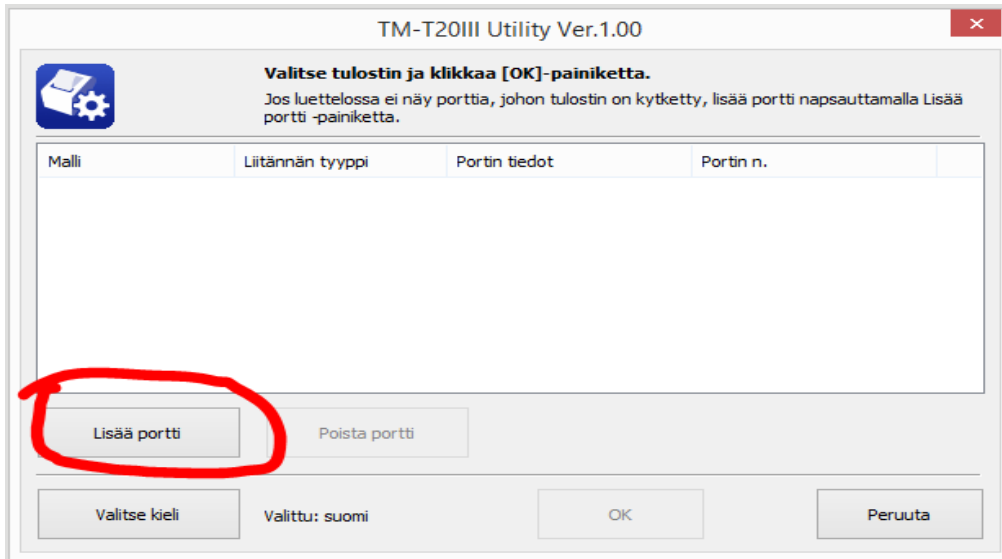 TM-T20III Utility Ver.1.00
Valitse tulostin ja klikkaa [OK]-painiketta.
Jos luettelossa ei näy porttia, johon tulostin on kytketty, lisää portti napsauttamalla Lisää
portti -painiketta.
Malli Liitännän tyyppi Portin tiedot Portin n.
Lisää portti Poista portti
Valitse kieli Valittu: suomi OK Peruuta